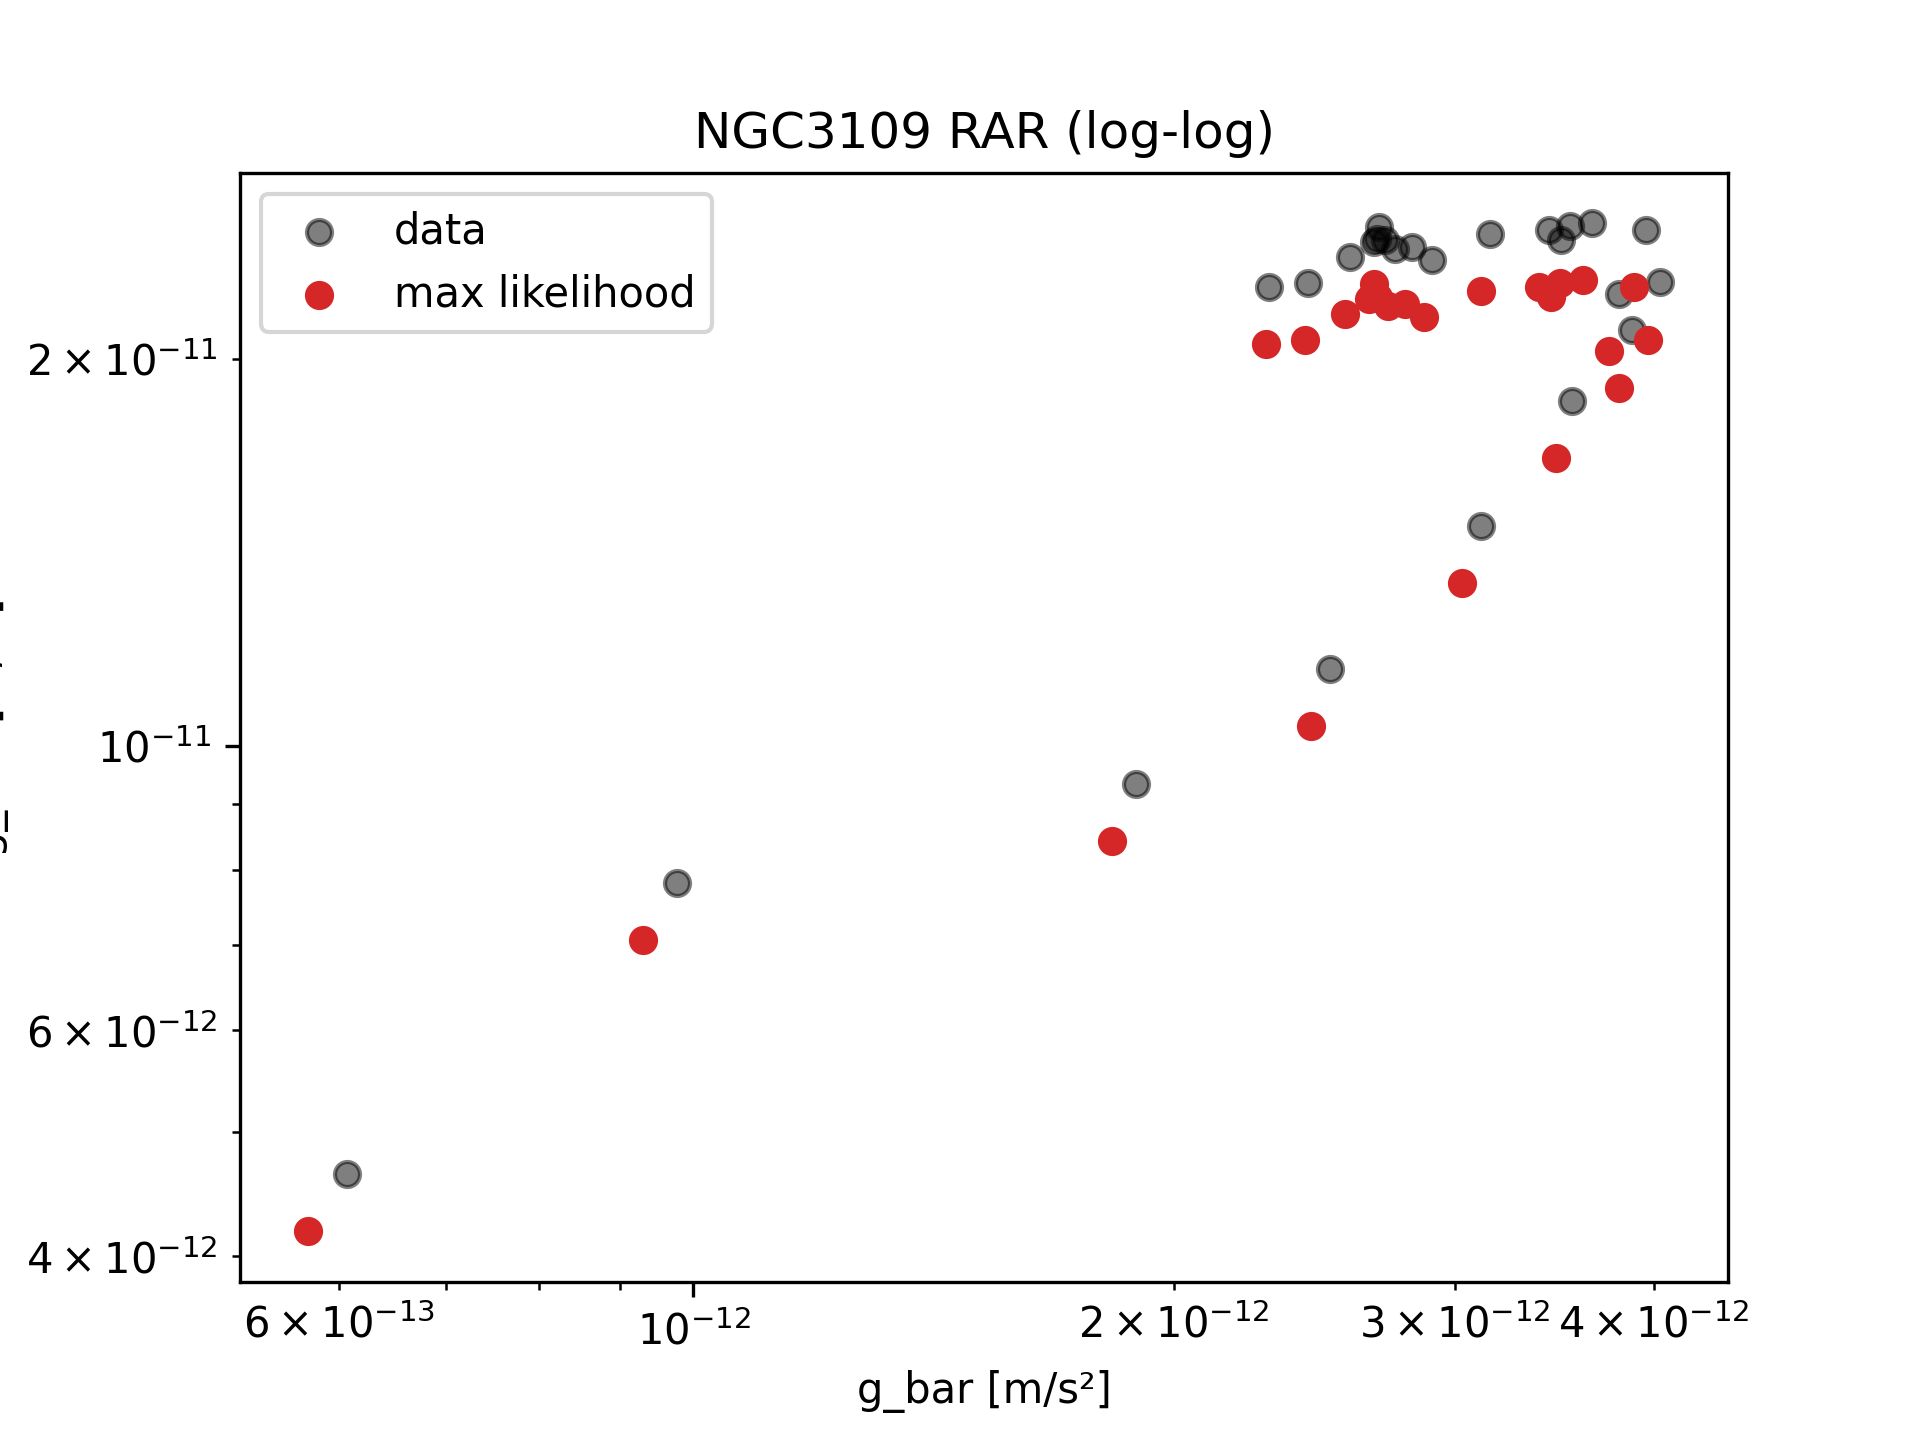 NGC3109 RAR (log-log)
data
max likelihood
2 × 10⁻¹¹
10⁻¹¹
6 × 10⁻¹²
4 × 10⁻¹²
6 × 10⁻¹³ 10⁻¹² 2 × 10⁻¹² 3 × 10⁻¹² 4 × 10⁻¹²
g_bar [m/s²]